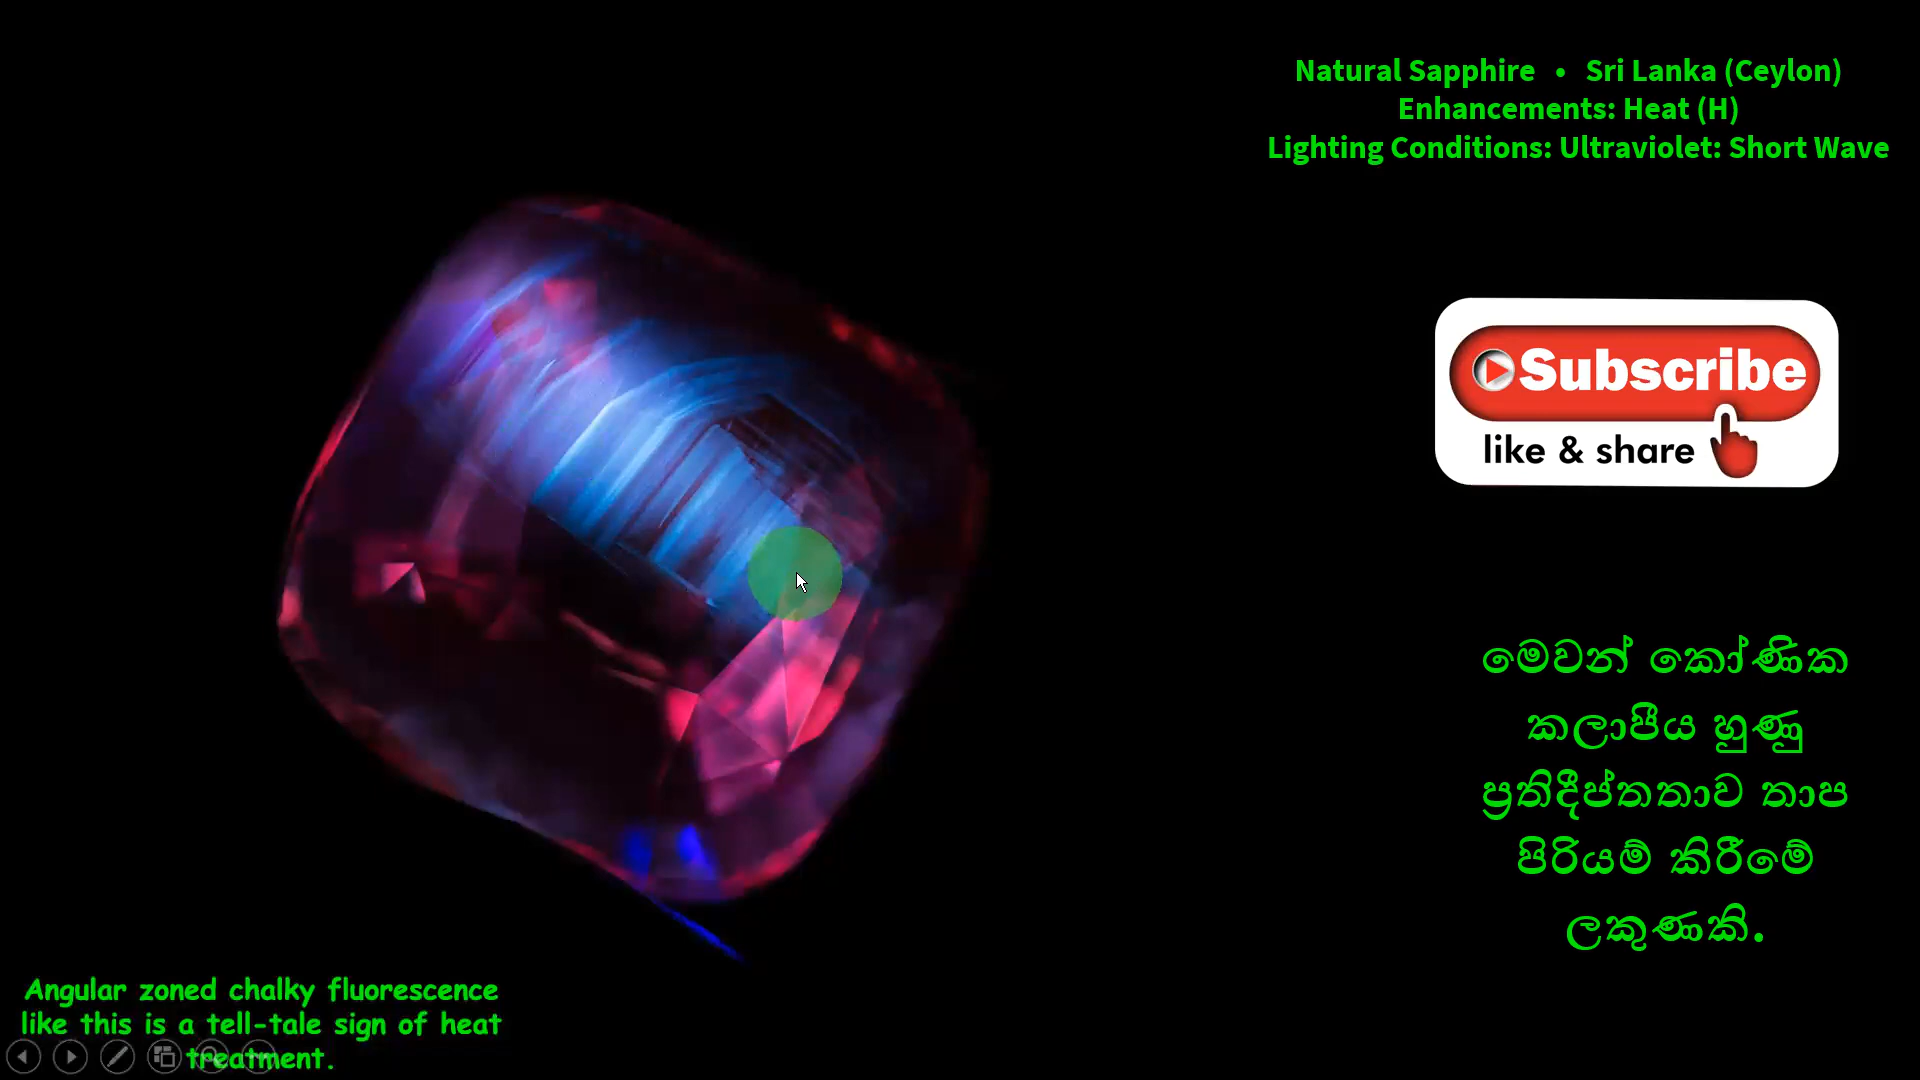 Natural Sapphire • Sri Lanka (Ceylon)
Enhancements: Heat (H)
Lighting Conditions: Ultraviolet: Short Wave
Subscribe
like & share
මෙවන් කෝණික
කලාපීය හුණු
ප්‍රතිදීප්තතාව තාප
පිරියම් කිරීමේ
ලකුණකි.
Angular zoned chalky fluorescence
like this is a tell-tale sign of heat
treatment.